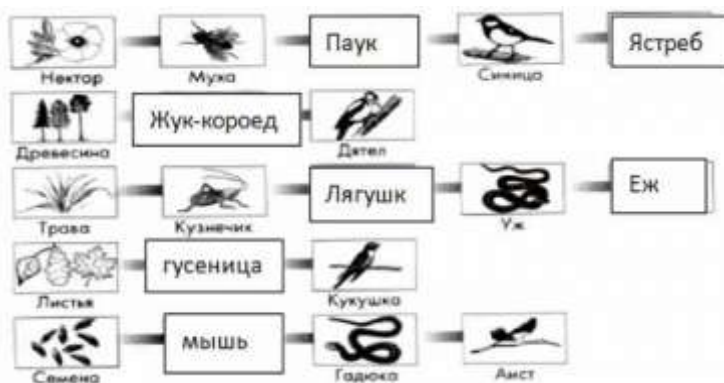 Нектар Муха Паук Синица Ястреб
Древесина Жук-короед Дятел
Трава Кузнечик Лягушк Уж Еж
Листья гусеница Кукушка
Семена мышь Гадюка Аист